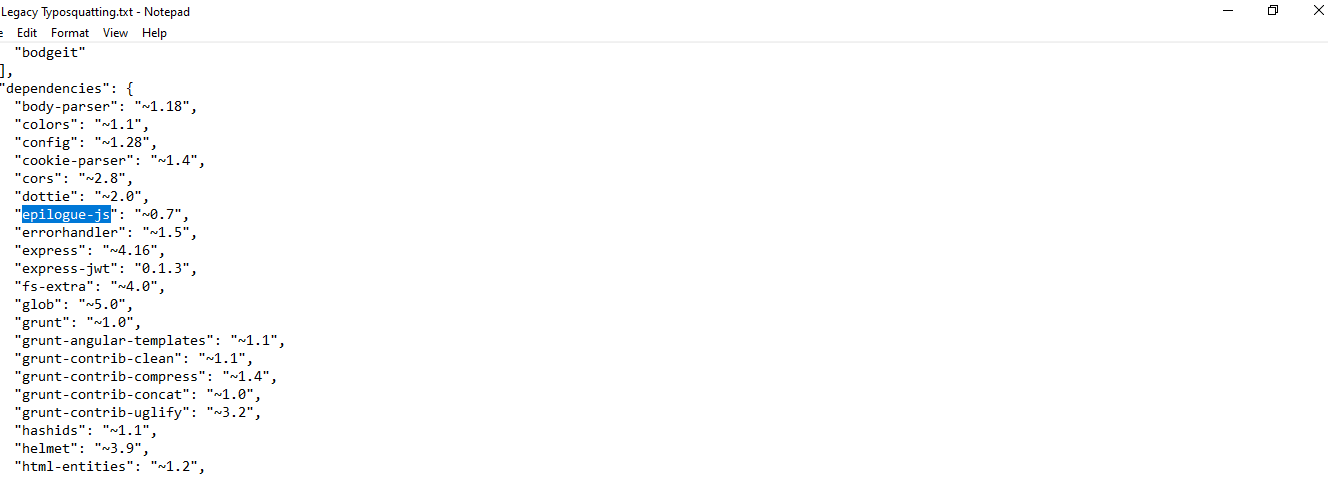 Legacy Typosquatting.txt - Notepad
e Edit Format View Help
"bodgeit"
],
"dependencies": {
"body-parser": "~1.18",
"colors": "~1.1",
"config": "~1.28",
"cookie-parser": "~1.4",
"cors": "~2.8",
"dottie": "~2.0",
"epilogue-js": "~0.7",
"errorhandler": "~1.5",
"express": "~4.16",
"express-jwt": "0.1.3",
"fs-extra": "~4.0",
"glob": "~5.0",
"grunt": "~1.0",
"grunt-angular-templates": "~1.1",
"grunt-contrib-clean": "~1.1",
"grunt-contrib-compress": "~1.4",
"grunt-contrib-concat": "~1.0",
"grunt-contrib-uglify": "~3.2",
"hashids": "~1.1",
"helmet": "~3.9",
"html-entities": "~1.2",